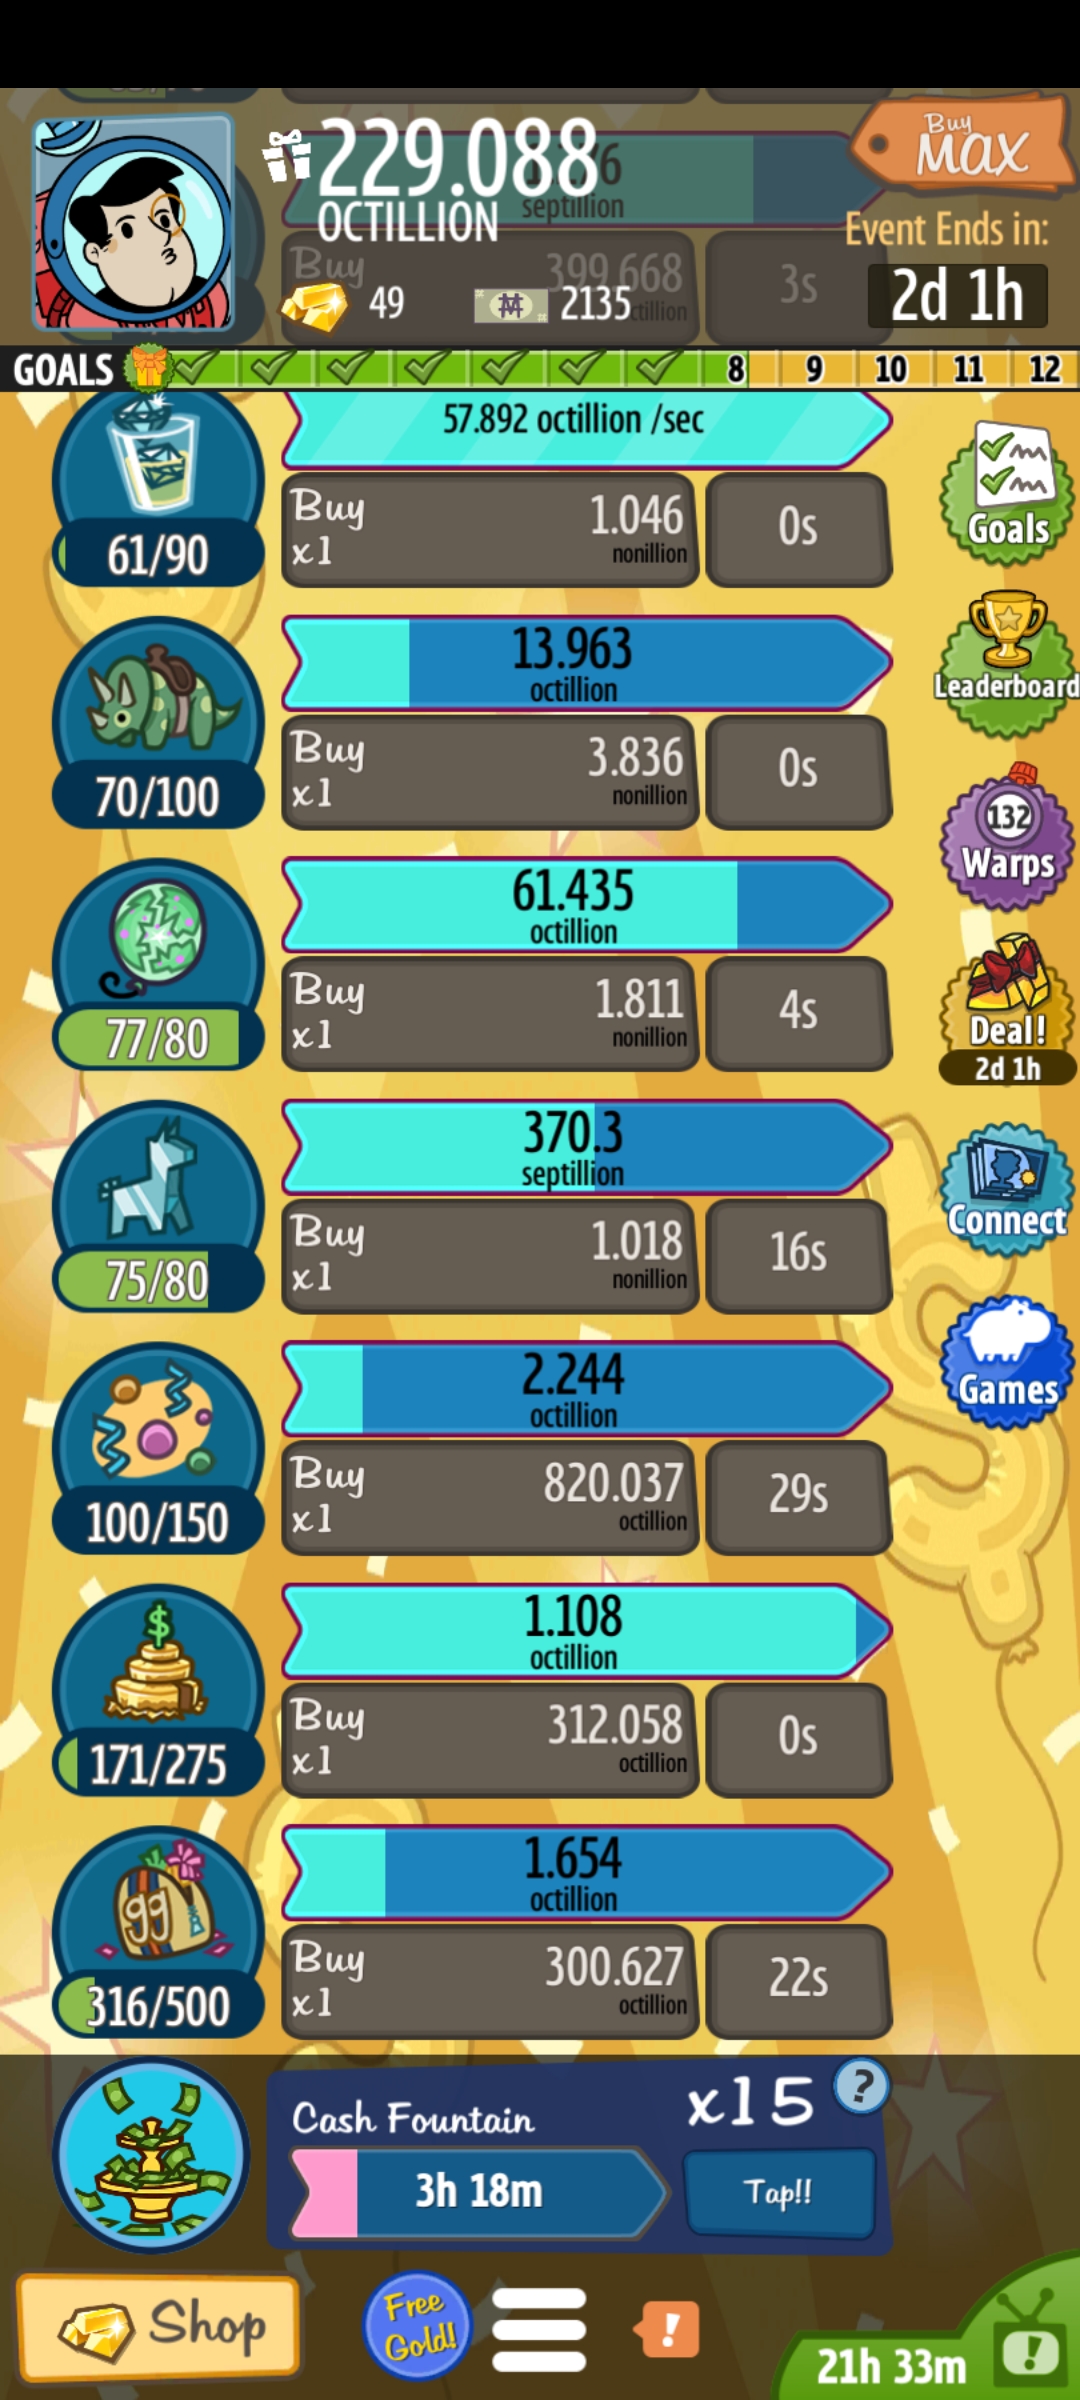 229.088
OCTILLION
septillion
Buy
399.668
3s
49
2135
Buy
MAX
Event Ends in:
2d 1h
GOALS
8 9 10 11 12
57.892 octillion /sec
61/90
Buy
x1
1.046
nonillion
0s
13.963
octillion
70/100
Buy
x1
3.836
nonillion
0s
61.435
octillion
77/80
Buy
x1
1.811
nonillion
4s
370.3
septillion
75/80
Buy
x1
1.018
nonillion
16s
2.244
octillion
100/150
Buy
x1
820.037
octillion
29s
$
1.108
octillion
171/275
Buy
x1
312.058
octillion
0s
gg
1.654
octillion
316/500
Buy
x1
300.627
octillion
22s
Goals
Leaderboard
132
Warps
Deal!
2d 1h
Connect
Games
Cash Fountain
x15
?
3h 18m
Tap!!
Shop
Free
Gold!
!
21h 33m
!